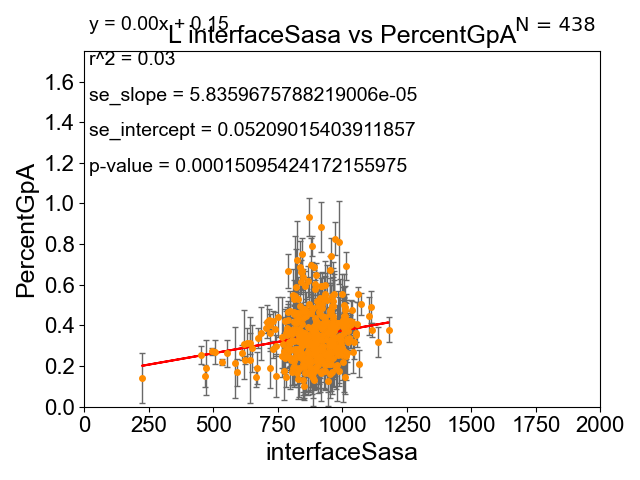 y = 0.00x + 0.15
N = 438
L interfaceSasa vs PercentGpA
r^2 = 0.03
se_slope = 5.8359675788219006e-05
se_intercept = 0.05209015403911857
p-value = 0.00015095424172155975
PercentGpA
1.6
1.4
1.2
1.0
0.8
0.6
0.4
0.2
0.0
0 250 500 750 1000 1250 1500 1750 2000
interfaceSasa